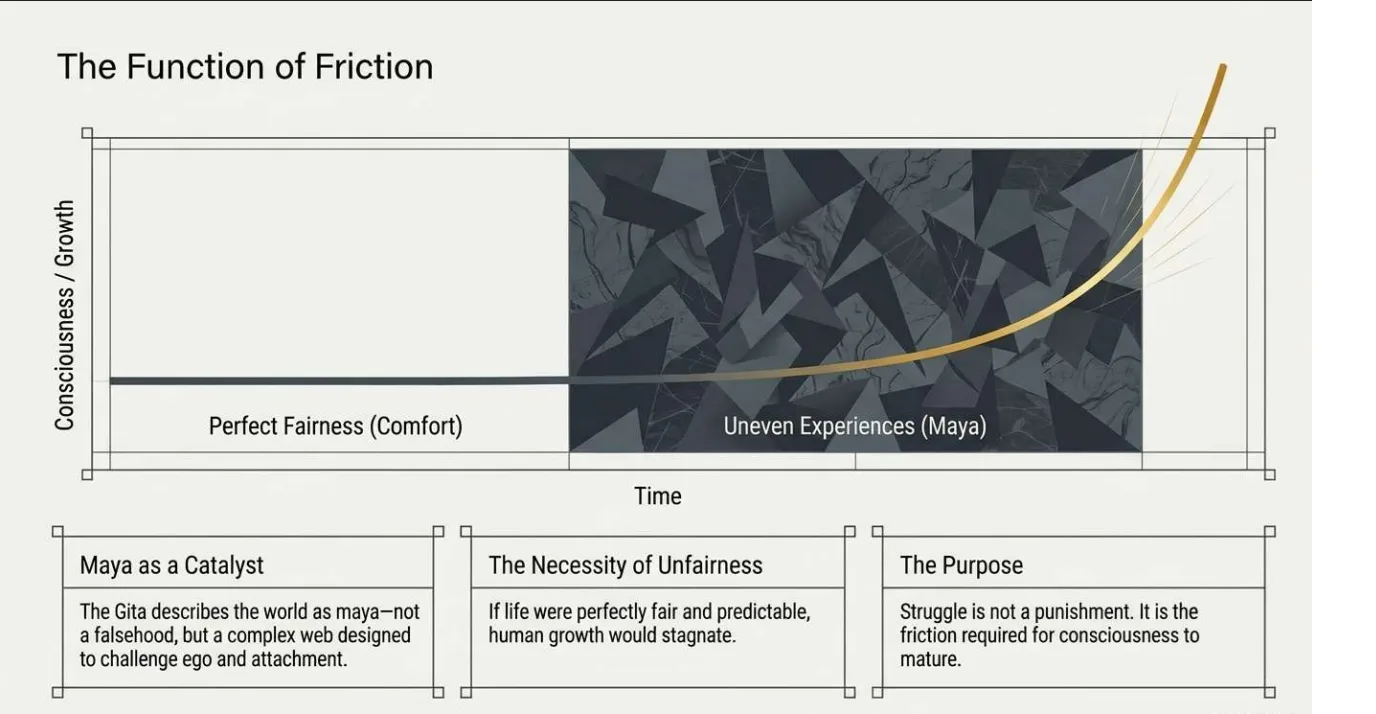 The Function of Friction
Consciousness / Growth
Perfect Fairness (Comfort)
Uneven Experiences (Maya)
Time
Maya as a Catalyst
The Gita describes the world as maya—not
a falsehood, but a complex web designed
to challenge ego and attachment.
The Necessity of Unfairness
If life were perfectly fair and predictable,
human growth would stagnate.
The Purpose
Struggle is not a punishment. It is the
friction required for consciousness to
mature.